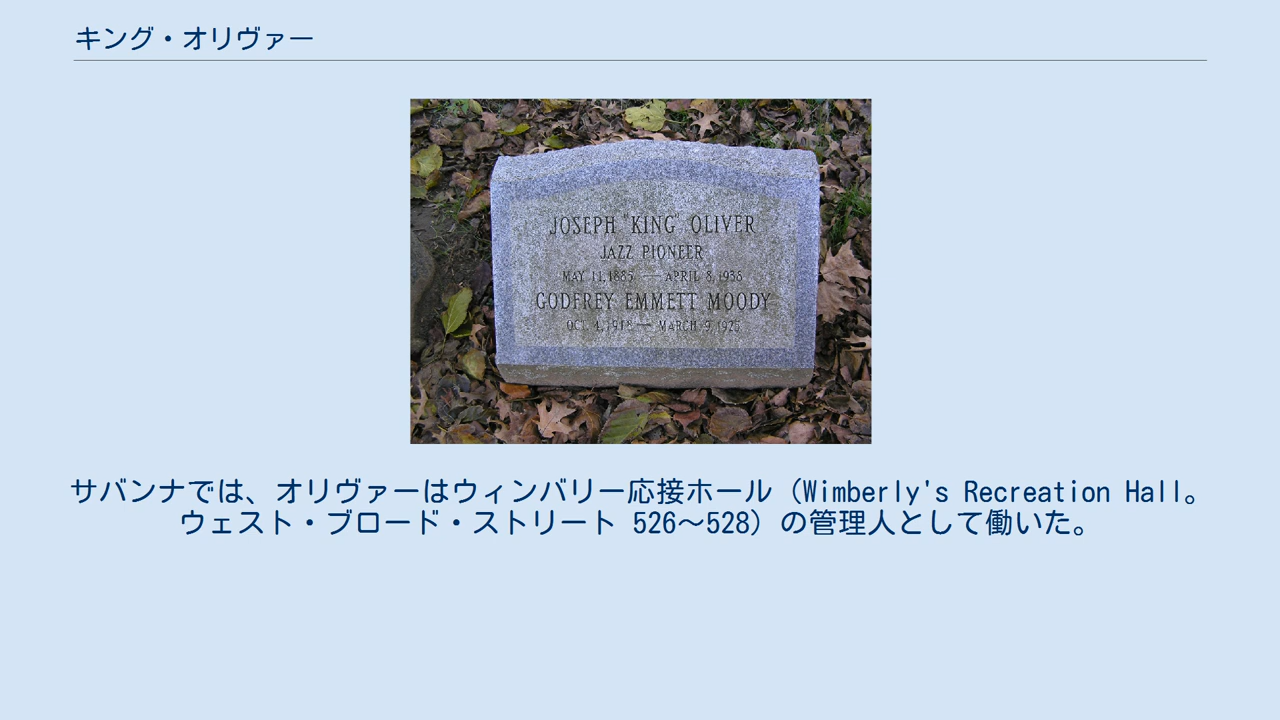 キング・オリヴァー
JOSEPH "KING" OLIVER
JAZZ PIONEER
MAY 11, 1885 — APRIL 8, 1938
GODFREY EMMETT MOODY
OCT. 4, 1918 — MARCH 9, 1925
サバンナでは、オリヴァーはウィンバリー応接ホール（Wimberly's Recreation Hall。
ウェスト・ブロード・ストリート 526〜528）の管理人として働いた。